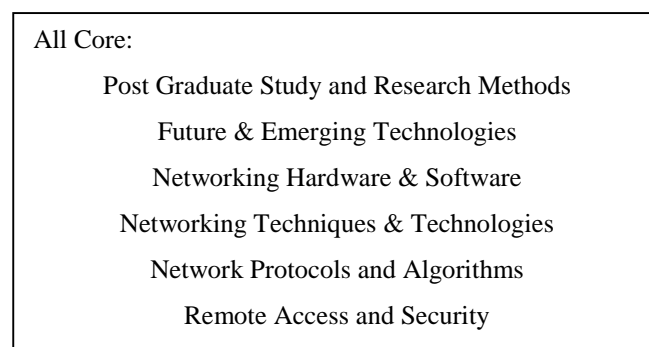 All Core:
Post Graduate Study and Research Methods
Future & Emerging Technologies
Networking Hardware & Software
Networking Techniques & Technologies
Network Protocols and Algorithms
Remote Access and Security